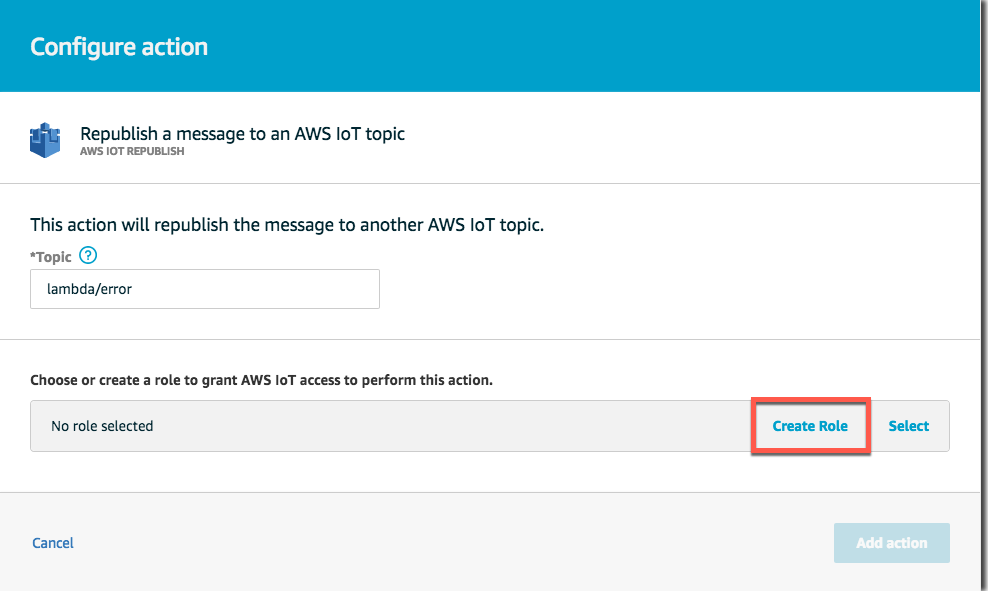 Configure action
Republish a message to an AWS IoT topic
AWS IOT REPUBLISH
This action will republish the message to another AWS IoT topic.
*Topic ?
lambda/error
Choose or create a role to grant AWS IoT access to perform this action.
No role selected Create Role Select
Cancel Add action